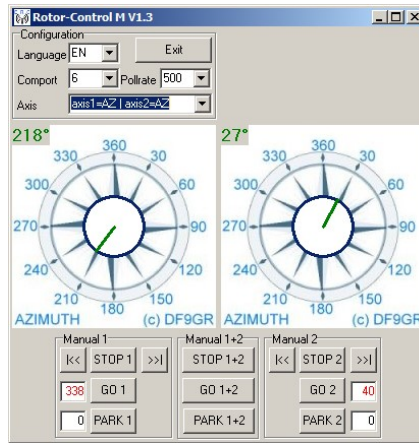 Rotor-Control M V1.3
Configuration
Language EN Exit
Comport 6 Pollrate 500
Axis axis1=AZ | axis2=AZ
218° 27°
360 360
330 30 330 30
300 60 300 60
270 90 270 90
240 120 240 120
210 150 210 150
180 180
AZIMUTH (c) DF9GR AZIMUTH (c) DF9GR
Manual 1 Manual 1+2 Manual 2
|<< STOP 1 >>| STOP 1+2 |<< STOP 2 >>|
338 GO 1 GO 1+2 GO 2 40
0 PARK 1 PARK 1+2 PARK 2 0